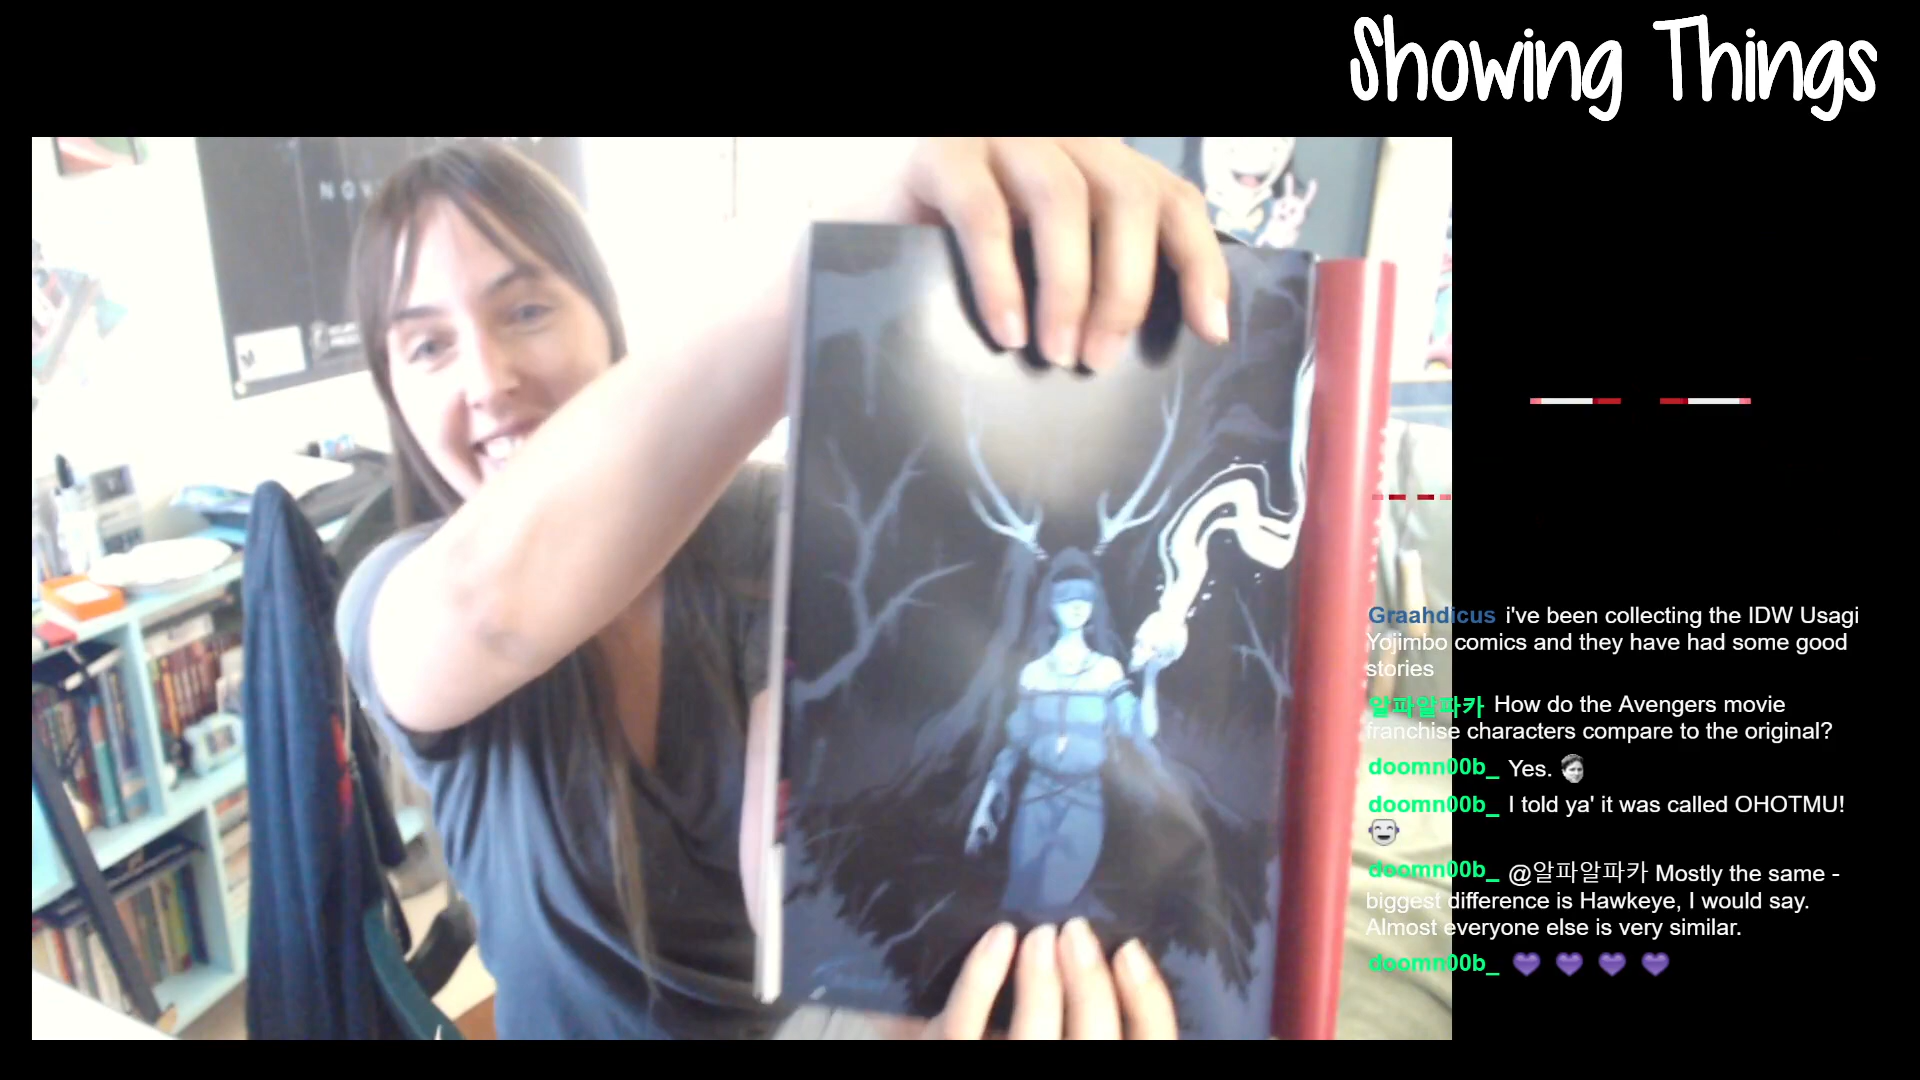 Showing Things
Graahdicus i've been collecting the IDW Usagi
Yojimbo comics and they have had some good
stories
알파알파카 How do the Avengers movie
franchise characters compare to the original?
doomn00b_ Yes.
doomn00b_ I told ya' it was called OHOTMU!
doomn00b_ @알파알파카 Mostly the same -
biggest difference is Hawkeye, I would say.
Almost everyone else is very similar.
doomn00b_